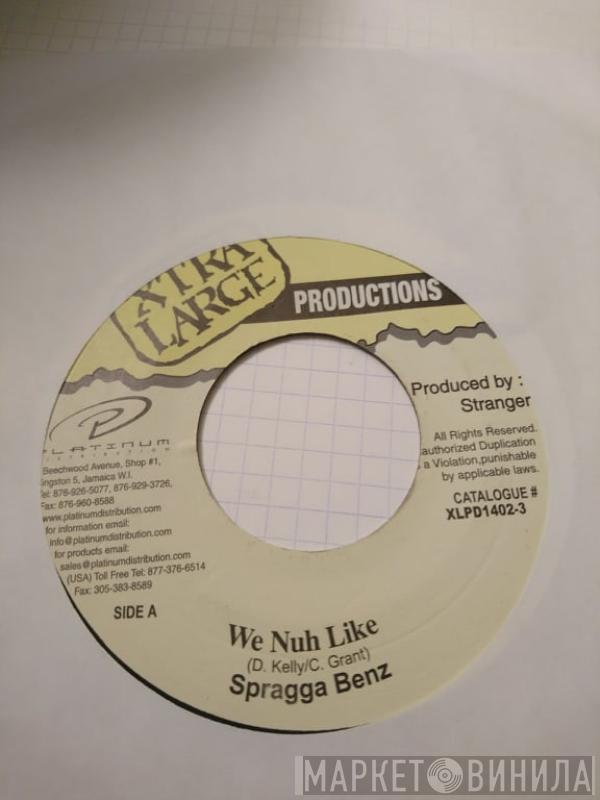 XTRA
LARGE
PRODUCTIONS
Produced by :
Stranger
All Rights Reserved.
authorized Duplication
a Violation,punishable
by applicable laws.
CATALOGUE #
XLPD1402-3
PLATINUM
DISTRIBUTION
Beechwood Avenue, Shop #1,
ingston 5, Jamaica W.I.
Tel: 876-926-5077, 876-929-3726,
Fax: 876-960-8588
www.platinumdistribution.com
for information email:
info@platinumdistribution.com
for products email:
sales@platinumdistribution.com
(USA) Toll Free Tel: 877-376-6514
Fax: 305-383-8589
SIDE A
We Nuh Like
(D. Kelly/C. Grant)
Spragga Benz
МАРКЕТ ВИНИЛА